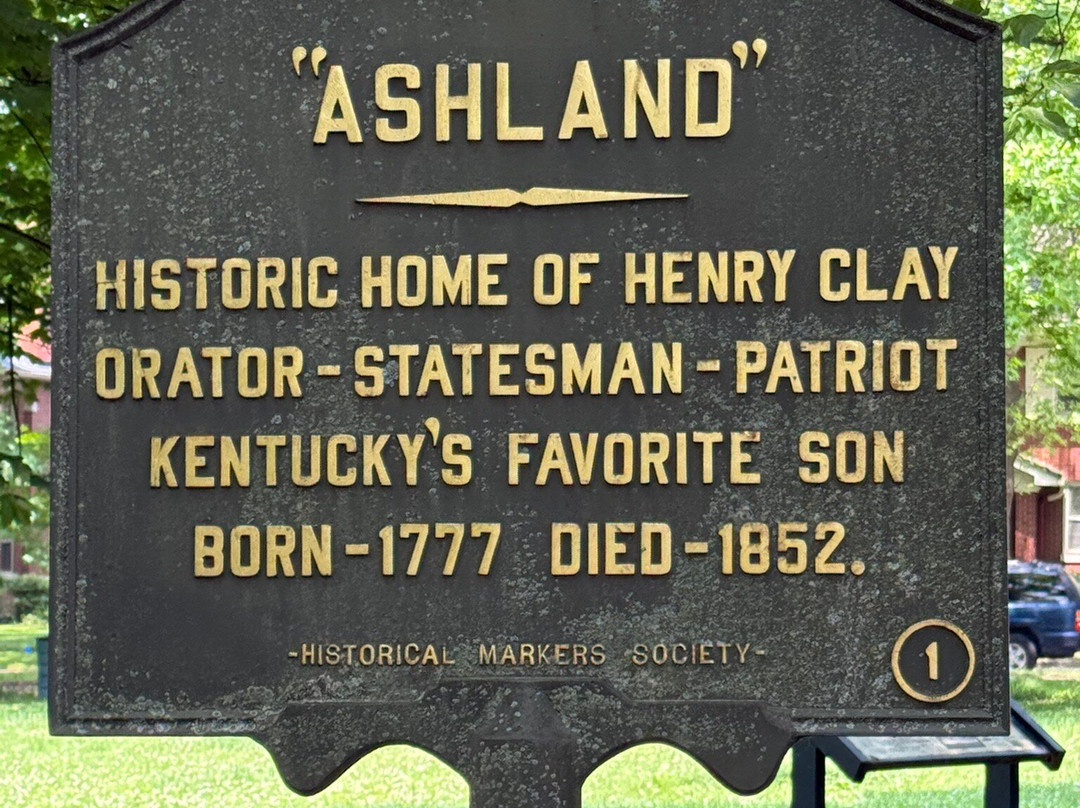 "ASHLAND"
HISTORIC HOME OF HENRY CLAY
ORATOR-STATESMAN-PATRIOT
KENTUCKY'S FAVORITE SON
BORN-1777 DIED-1852.
-HISTORICAL MARKERS SOCIETY-
1